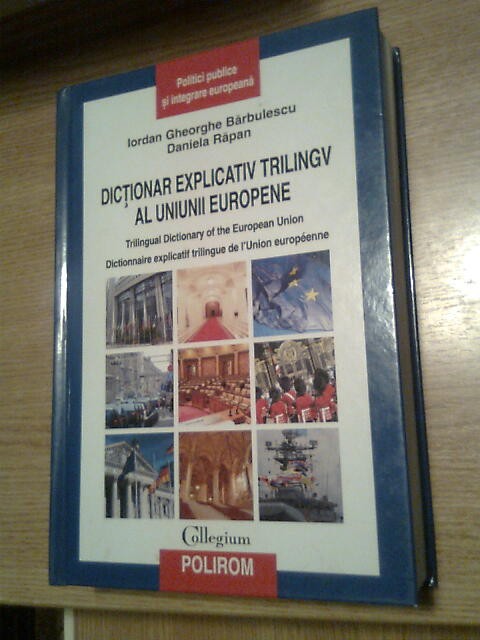 Politici publice
și integrare europeană
Iordan Gheorghe Bărbulescu
Daniela Răpan
DICȚIONAR EXPLICATIV TRILINGV
AL UNIUNII EUROPENE
Trilingual Dictionary of the European Union
Dictionnaire explicatif trilingue de l'Union européenne
Collegium
POLIROM